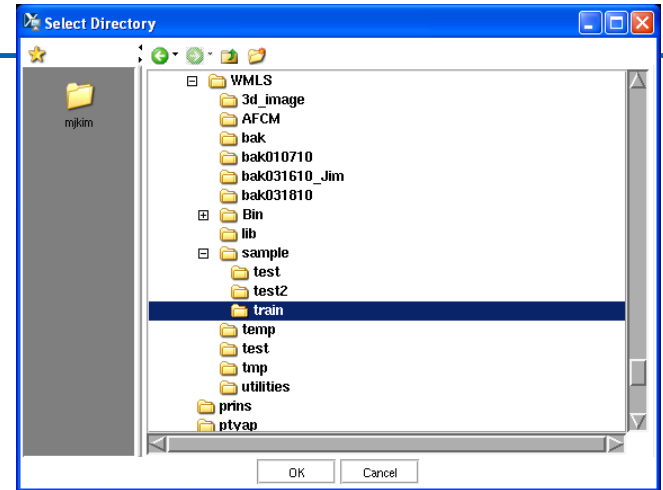 Select Directory
mjkim
WMLS
3d_image
AFCM
bak
bak010710
bak031610_Jim
bak031810
Bin
lib
sample
test
test2
train
temp
test
tmp
utilities
prins
ptyap
OK Cancel